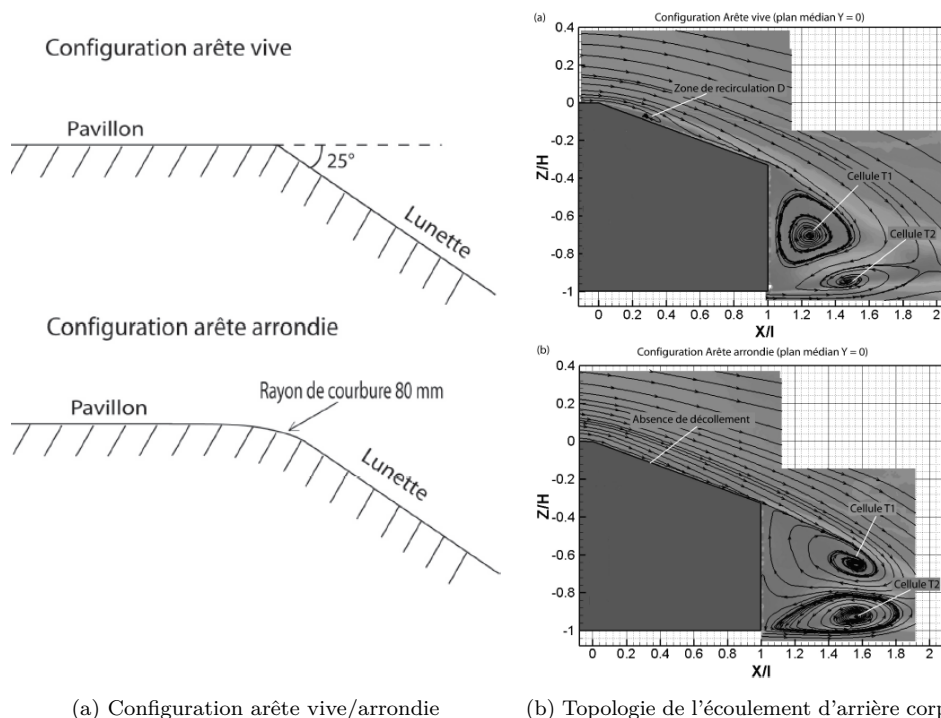 Configuration arête vive
Pavillon
25°
Lunette
Configuration arête arrondie
Rayon de courbure 80 mm
Pavillon
Lunette
(a) Configuration arête vive/arrondie
(a)
Configuration Arête vive (plan médian Y = 0)
0.4
0.2
0
-0.2
-0.4
-0.6
-0.8
-1
Z/H
Zone de recirculation D
Cellule T1
Cellule T2
0 0.2 0.4 0.6 0.8 1 1.2 1.4 1.6 1.8 2
X/l
(b)
Configuration Arête arrondie (plan médian Y = 0)
0.4
0.2
0
-0.2
-0.4
-0.6
-0.8
-1
Z/H
Absence de décollement
Cellule T1
Cellule T2
0 0.2 0.4 0.6 0.8 1 1.2 1.4 1.6 1.8 2
X/l
(b) Topologie de l'écoulement d'arrière corp